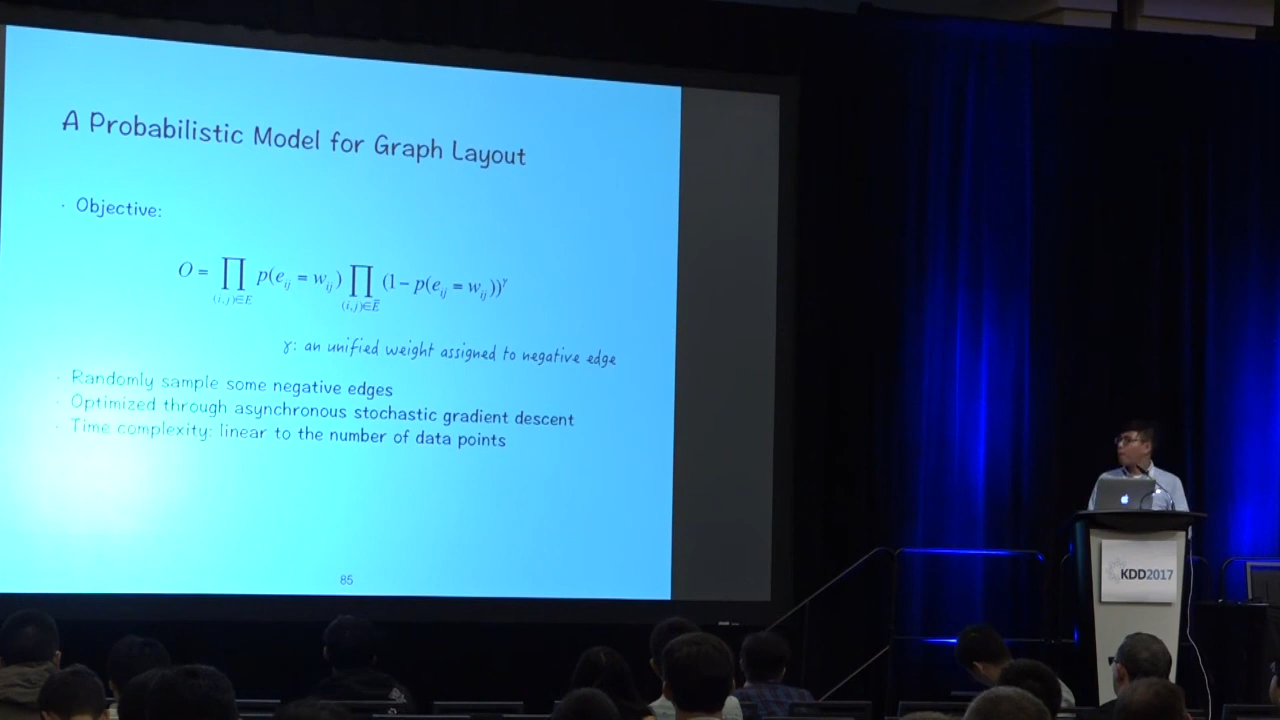 A Probabilistic Model for Graph Layout
· Objective:
O = ∏ p(e_ij = w_ij) ∏ (1 − p(e_ij = w_ij))^γ
(i,j)∈E (i,j)∈Ē
γ: an unified weight assigned to negative edge
· Randomly sample some negative edges
· Optimized through asynchronous stochastic gradient descent
· Time complexity: linear to the number of data points
85
KDD2017